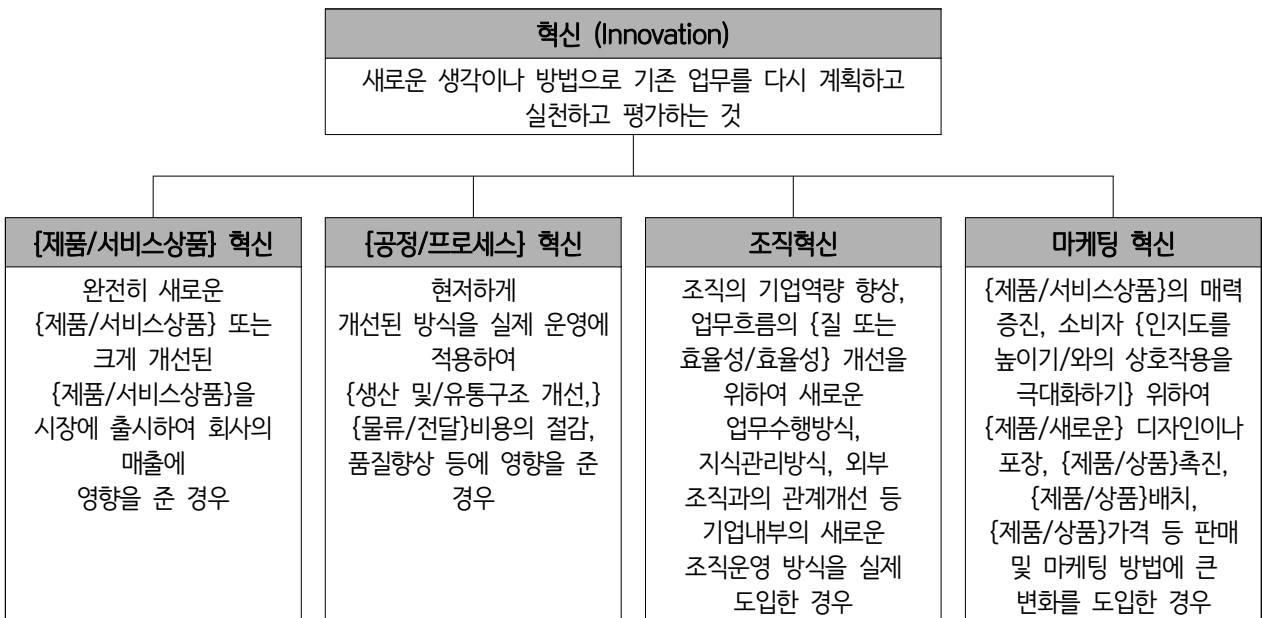 혁신 (Innovation)
새로운 생각이나 방법으로 기존 업무를 다시 계획하고
실천하고 평가하는 것
{제품/서비스상품} 혁신
완전히 새로운
{제품/서비스상품} 또는
크게 개선된
{제품/서비스상품}을
시장에 출시하여 회사의
매출에
영향을 준 경우
{공정/프로세스} 혁신
현저하게
개선된 방식을 실제 운영에
적용하여
{생산 및/유통구조 개선,}
{물류/전달}비용의 절감,
품질향상 등에 영향을 준
경우
조직혁신
조직의 기업역량 향상,
업무흐름의 {질 또는
효율성/효율성} 개선을
위하여 새로운
업무수행방식,
지식관리방식, 외부
조직과의 관계개선 등
기업내부의 새로운
조직운영 방식을 실제
도입한 경우
마케팅 혁신
{제품/서비스상품}의 매력
증진, 소비자 {인지도를
높이기/와의 상호작용을
극대화하기} 위하여
{제품/새로운} 디자인이나
포장, {제품/상품}촉진,
{제품/상품}배치,
{제품/상품}가격 등 판매
및 마케팅 방법에 큰
변화를 도입한 경우